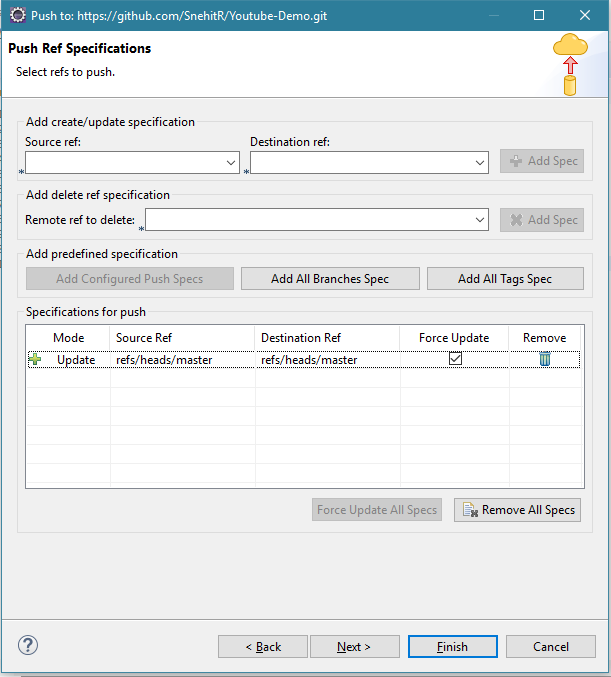 Push to: https://github.com/SnehitR/Youtube-Demo.git
Push Ref Specifications
Select refs to push.
Add create/update specification
Source ref: Destination ref:
* * Add Spec
Add delete ref specification
Remote ref to delete: * Add Spec
Add predefined specification
Add Configured Push Specs Add All Branches Spec Add All Tags Spec
Specifications for push
Mode Source Ref Destination Ref Force Update Remove
Update refs/heads/master refs/heads/master
Force Update All Specs Remove All Specs
? < Back Next > Finish Cancel